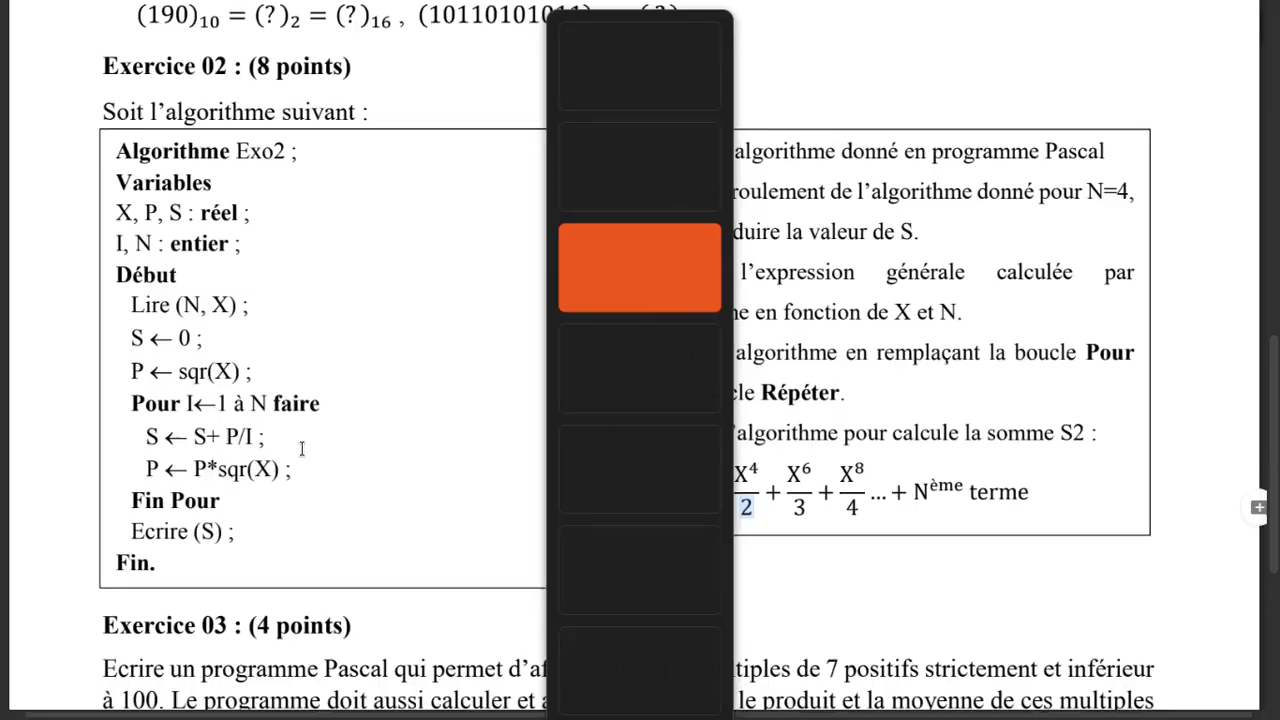 (190)₁₀ = (?)₂ = (?)₁₆ , (10110101011)
Exercice 02 : (8 points)
Soit l’algorithme suivant :
Algorithme Exo2 ;
Variables
X, P, S : réel ;
I, N : entier ;
Début
Lire (N, X) ;
S ← 0 ;
P ← sqr(X) ;
Pour I←1 à N faire
S ← S+ P/I ;
P ← P*sqr(X) ;
Fin Pour
Ecrire (S) ;
Fin.
algorithme donné en programme Pascal
roulement de l’algorithme donné pour N=4,
duire la valeur de S.
l’expression générale calculée par
me en fonction de X et N.
algorithme en remplaçant la boucle Pour
cle Répéter.
’algorithme pour calcule la somme S2 :
X⁴/2 + X⁶/3 + X⁸/4 … + Nᵉ̀ᵐᵉ terme
Exercice 03 : (4 points)
Ecrire un programme Pascal qui permet d’af tiples de 7 positifs strictement et inférieur
à 100. Le programme doit aussi calculer et a le produit et la moyenne de ces multiples